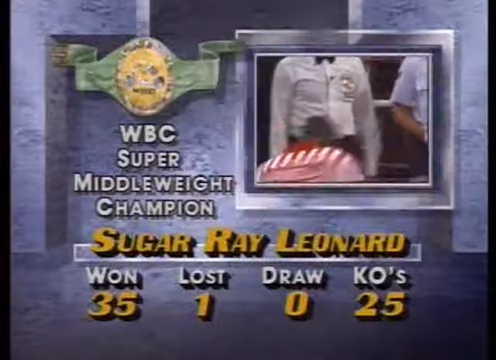 WBC
SUPER
MIDDLEWEIGHT
CHAMPION
SUGAR RAY LEONARD
WON LOST DRAW KO'S
35 1 0 25